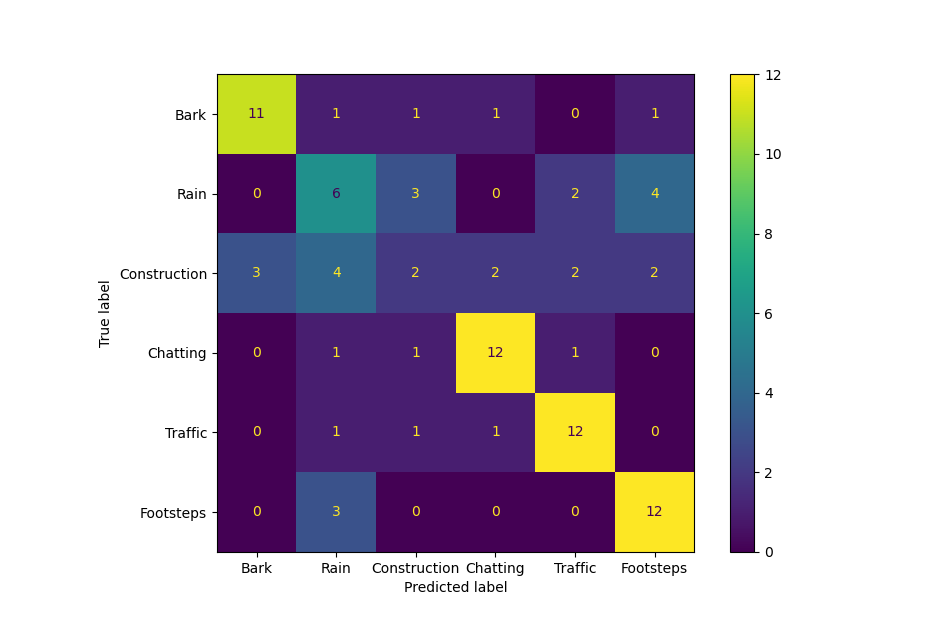 12
Bark 11 1 1 1 0 1
10
Rain 0 6 3 0 2 4
8
Construction 3 4 2 2 2 2
6
True label
Chatting 0 1 1 12 1 0
4
Traffic 0 1 1 1 12 0
2
Footsteps 0 3 0 0 0 12
0
Bark Rain Construction Chatting Traffic Footsteps
Predicted label